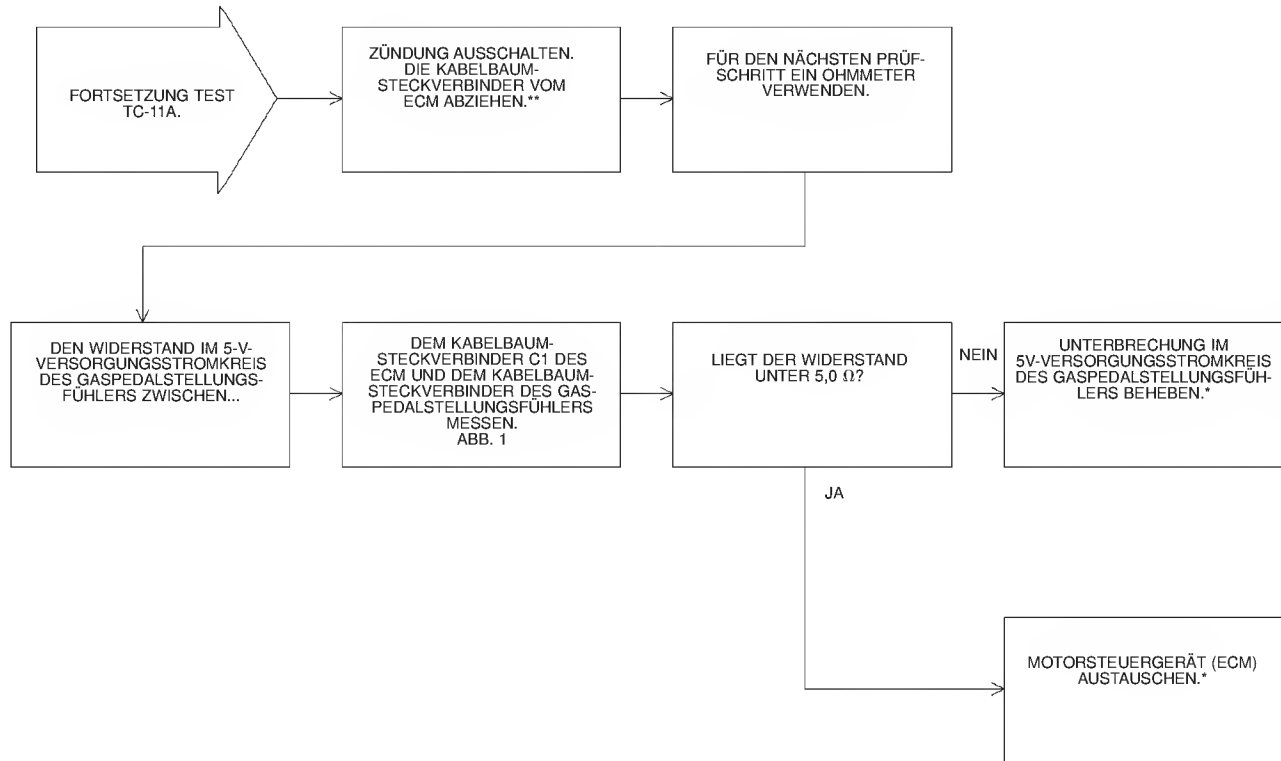 FORTSETZUNG TEST
TC-11A.
ZÜNDUNG AUSSCHALTEN.
DIE KABELBAUM-
STECKVERBINDER VOM
ECM ABZIEHEN.**
FÜR DEN NÄCHSTEN PRÜF-
SCHRITT EIN OHMMETER
VERWENDEN.
DEN WIDERSTAND IM 5-V-
VERSORGUNGSSTROMKREIS
DES GASPEDALSTELLUNGS-
FÜHLERS ZWISCHEN...
DEM KABELBAUM-
STECKVERBINDER C1 DES
ECM UND DEM KABELBAUM-
STECKVERBINDER DES GAS-
PEDALSTELLUNGSFÜHLERS
MESSEN.
ABB. 1
LIEGT DER WIDERSTAND
UNTER 5,0 Ω?
NEIN
UNTERBRECHUNG IM
5V-VERSORGUNGSSTROMKREIS
DES GASPEDALSTELLUNGSFÜH-
LERS BEHEBEN.*
JA
MOTORSTEUERGERÄT (ECM)
AUSTAUSCHEN.*